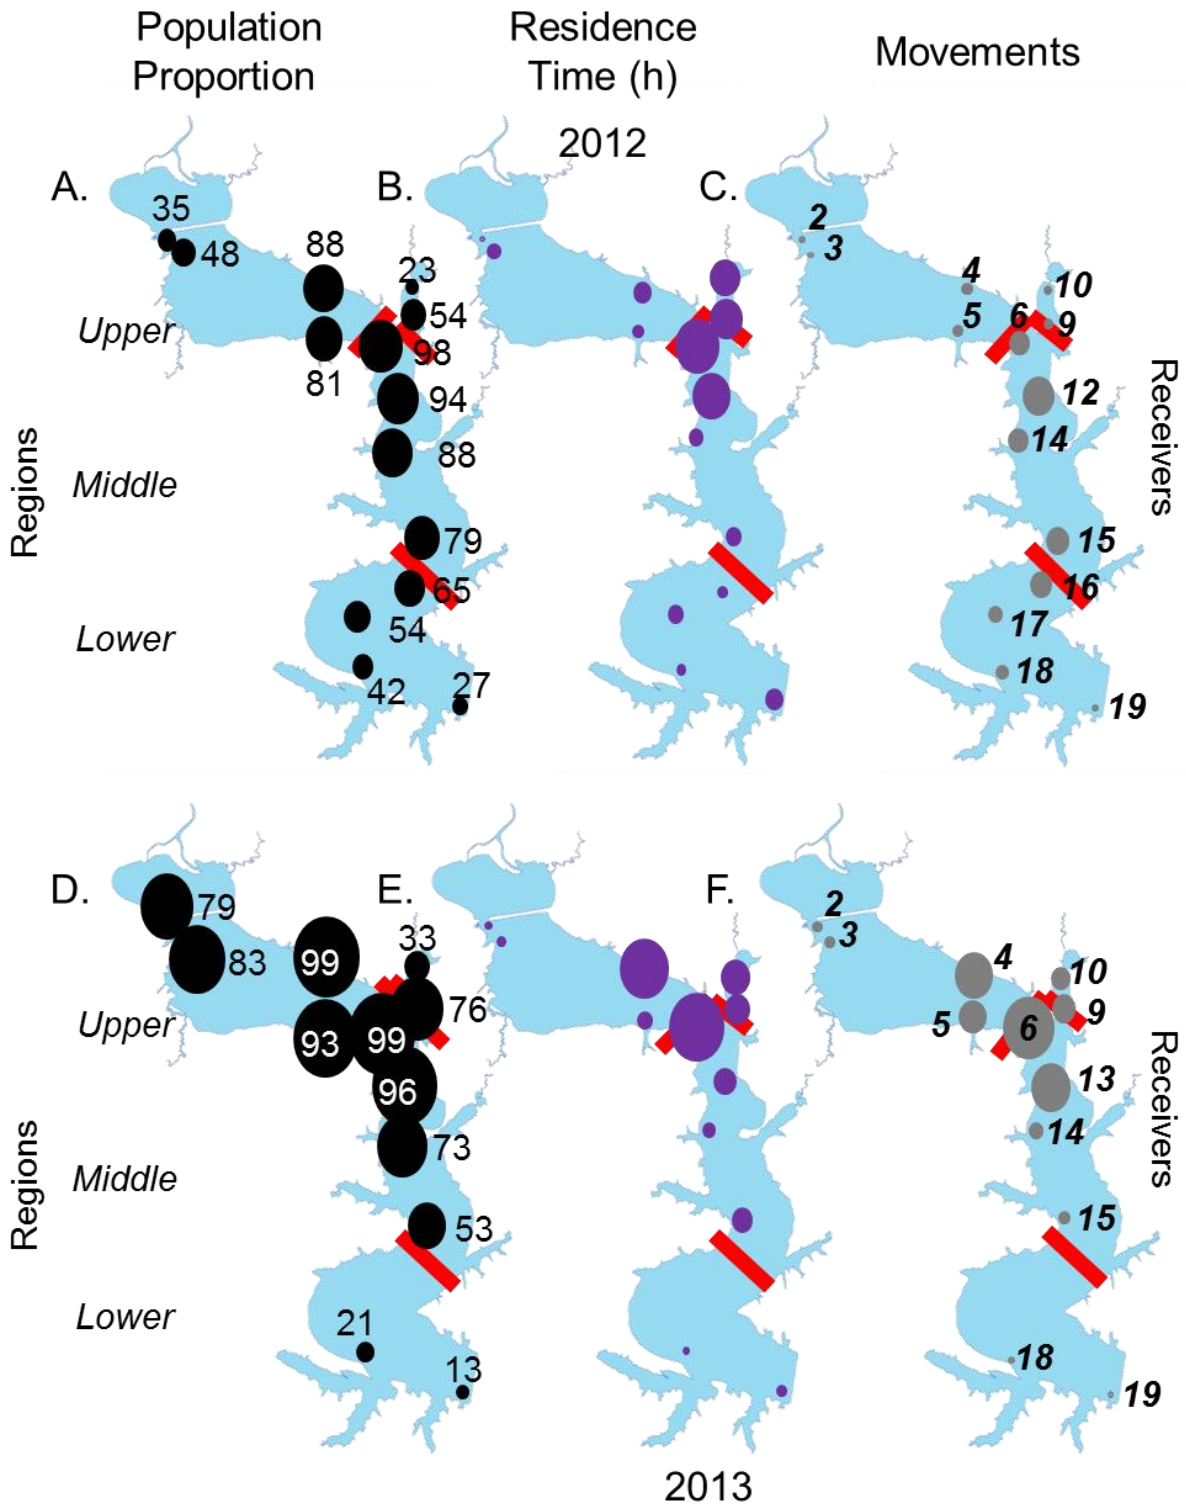 Population
Proportion
Residence
Time (h)
Movements
2012
A.
B.
C.
35
48
88
23
54
98
81
94
88
79
65
54
42
27
2
3
4
5
6
10
9
12
14
15
16
17
18
19
Upper
Middle
Lower
Regions
Receivers
D.
E.
F.
79
83
99
33
76
93
99
96
73
53
21
13
2
3
4
5
6
10
9
13
14
15
18
19
Upper
Middle
Lower
Regions
Receivers
2013